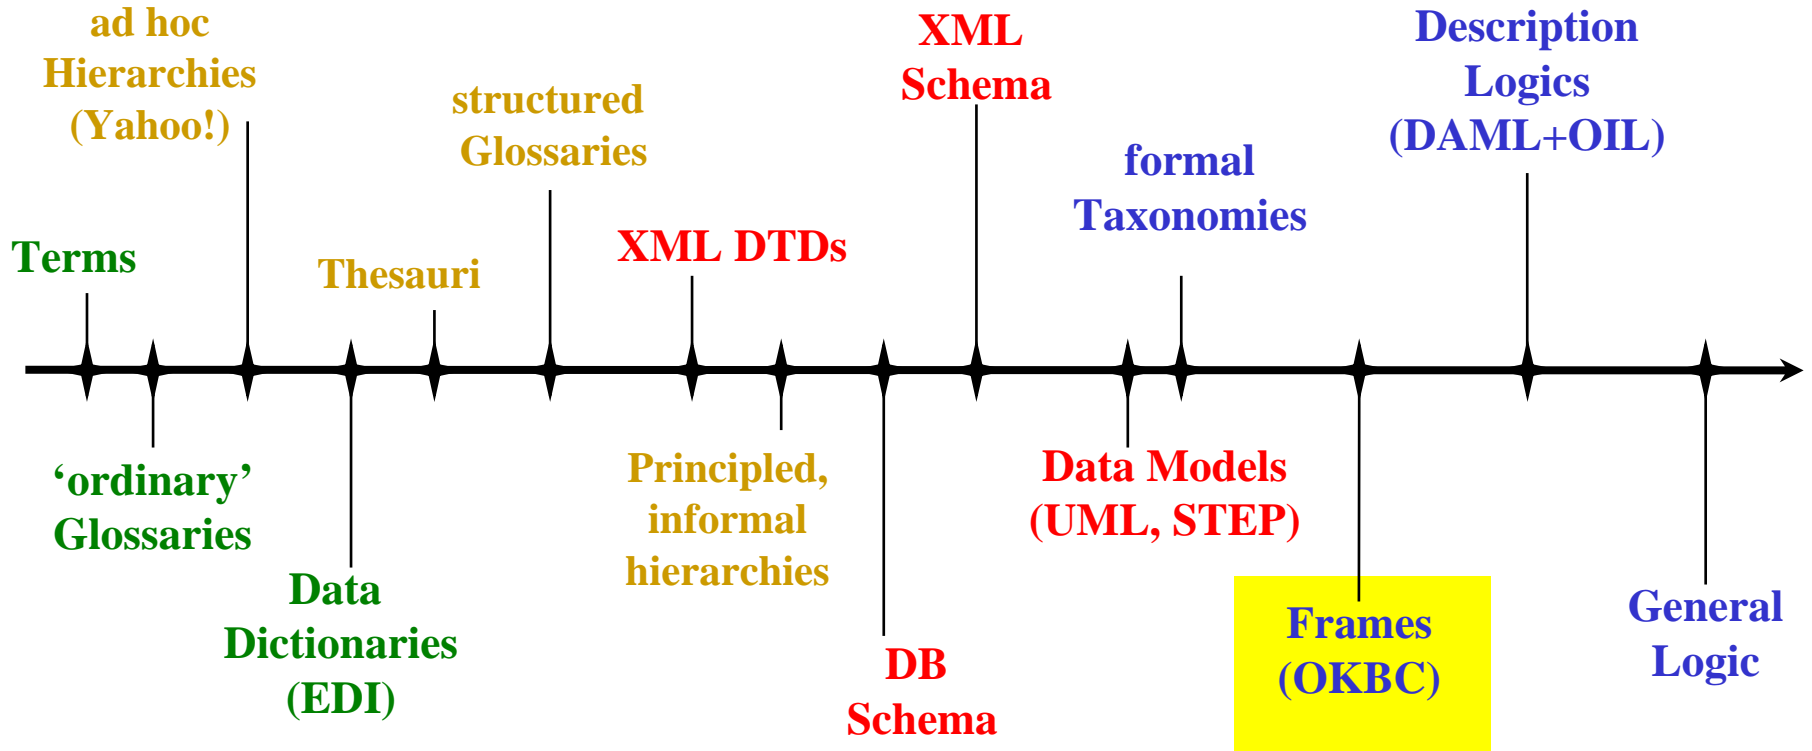 ad hoc
Hierarchies
(Yahoo!)
structured
Glossaries
XML
Schema
Description
Logics
(DAML+OIL)
formal
Taxonomies
Terms
Thesauri
XML DTDs
‘ordinary’
Glossaries
Data
Dictionaries
(EDI)
Principled,
informal
hierarchies
DB
Schema
Data Models
(UML, STEP)
Frames
(OKBC)
General
Logic